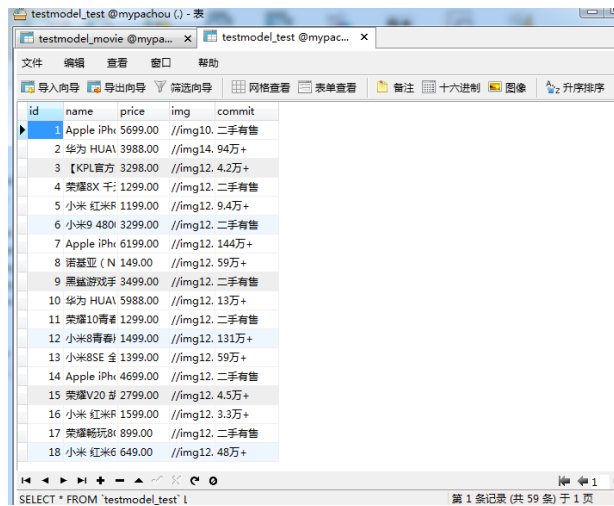 testmodel_test @mypachou (.) - 表
testmodel_movie @mypa... testmodel_test @mypac...
文件 编辑 查看 窗口 帮助
导入向导 导出向导 筛选向导 网格查看 表单查看 备注 十六进制 图像 升序排序
id name price img commit
1 Apple iPh 5699.00 //img10. 二手有售
2 华为 HUA 3988.00 //img14. 94万+
3 【KPL官方 3298.00 //img12. 4.2万+
4 荣耀8X 千 1299.00 //img12. 二手有售
5 小米 红米 1199.00 //img12. 9.4万+
6 小米9 480 3299.00 //img12. 二手有售
7 Apple iPh 6199.00 //img12. 144万+
8 诺基亚（N 149.00 //img12. 59万+
9 黑鲨游戏手 3499.00 //img12. 二手有售
10 华为 HUA 5988.00 //img12. 13万+
11 荣耀10青春 1299.00 //img12. 二手有售
12 小米8青春 1499.00 //img12. 131万+
13 小米8SE 全 1399.00 //img12. 59万+
14 Apple iPh 4699.00 //img12. 二手有售
15 荣耀V20 2799.00 //img12. 4.5万+
16 小米 红米 1599.00 //img12. 3.3万+
17 荣耀畅玩8 899.00 //img12. 二手有售
18 小米 红米6 649.00 //img12. 48万+
1
SELECT * FROM `testmodel_test` L 第 1 条记录 (共 59 条) 于 1 页